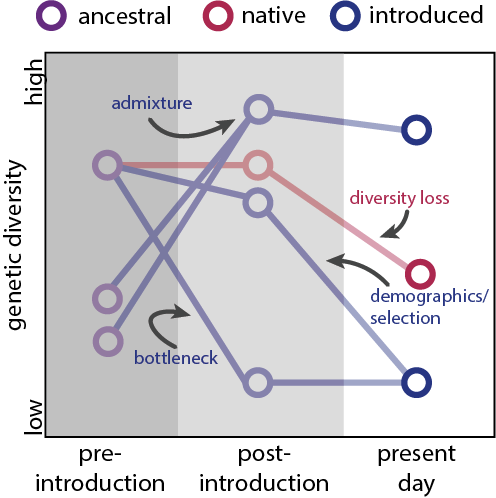 ancestral native introduced
high
admixture
genetic diversity
diversity loss
demographics/
selection
bottleneck
low
pre-
introduction
post-
introduction
present
day